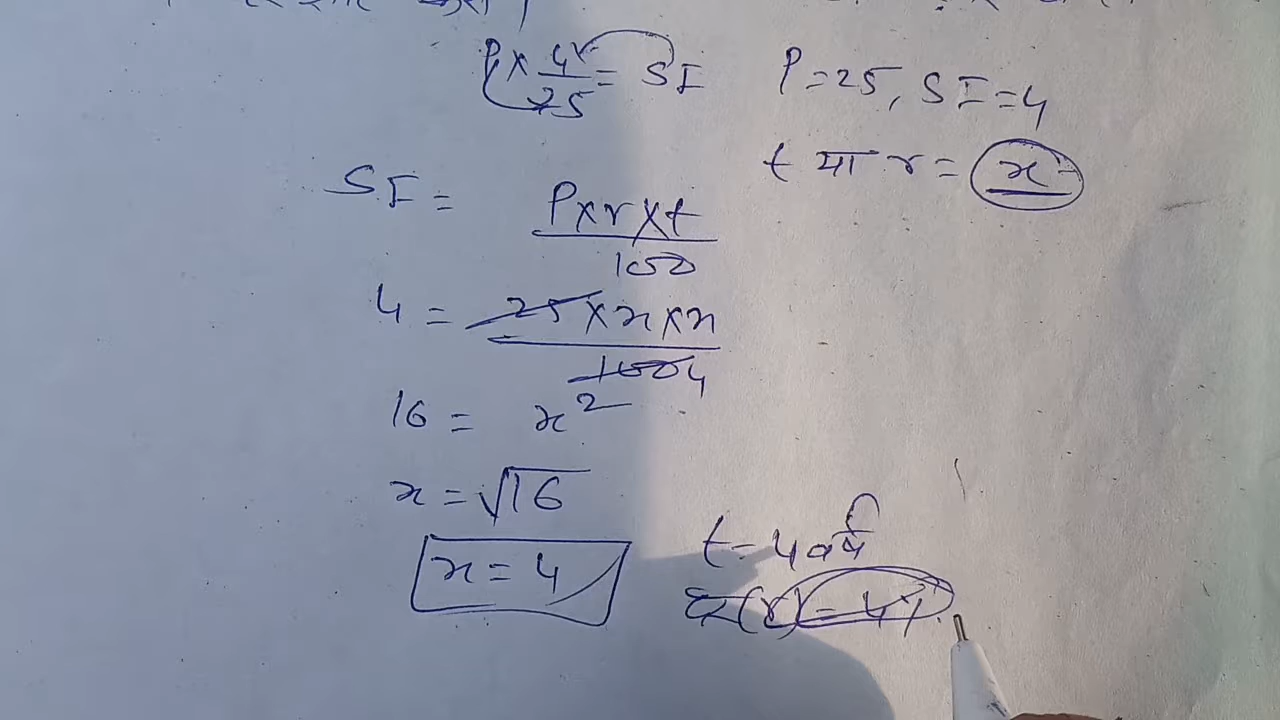 P × 4/25 = SI
P = 25, SI = 4
t या r = x
SI = P×r×t/100
4 = 25×x×x/100 4
16 = x²
x = √16
x = 4
t = 4 वर्ष
दर (r) = 4%